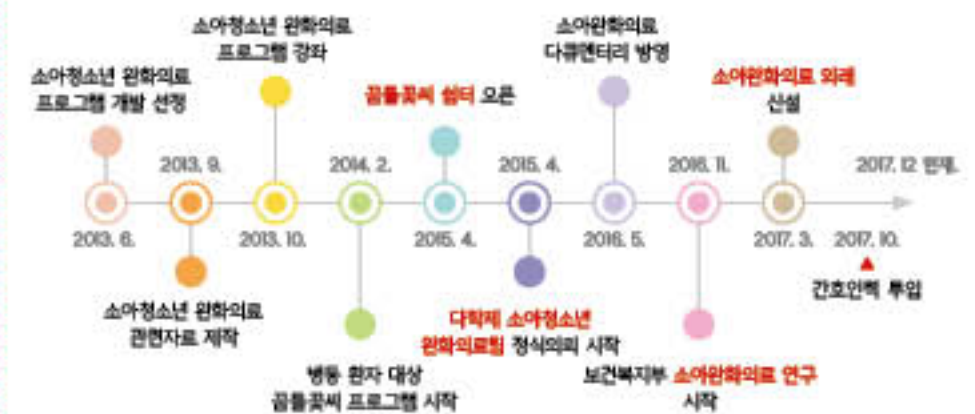 소아청소년 완화의료
프로그램 개발 선정
2013. 6.
2013. 9.
소아청소년 완화의료
관련자료 제작
소아청소년 완화의료
프로그램 강좌
2013. 10.
2014. 2.
병동 환자 대상
꿈틀꽃씨 프로그램 시작
꿈틀꽃씨 쉼터 오픈
2015. 4.
2015. 4.
다학제 소아청소년
완화의료팀 정식의뢰 시작
소아완화의료
다큐멘터리 방영
2016. 5.
2016. 11.
보건복지부 소아완화의료 연구
시작
소아완화의료 외래
신설
2017. 3.
2017. 10.
간호인력 투입
2017. 12 현재.